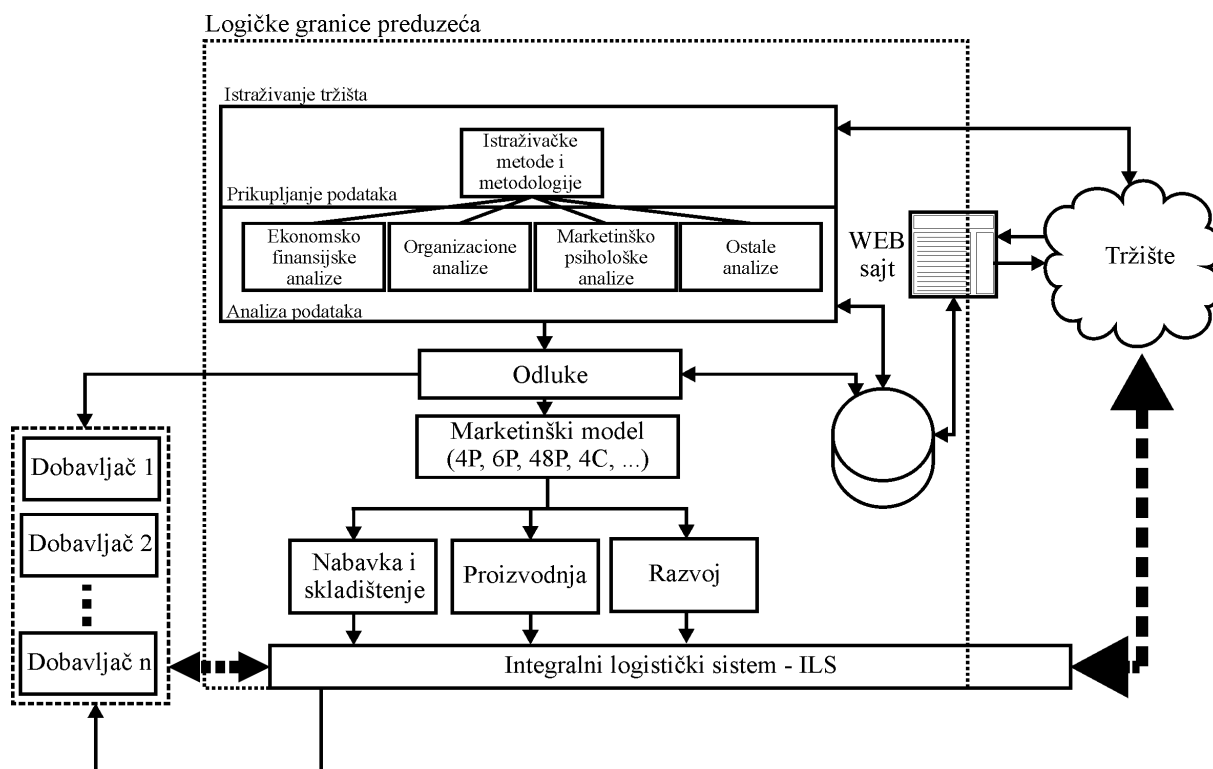 Logičke granice preduzeća
Istraživanje tržišta
Istraživačke
metode i
metodologije
Prikupljanje podataka
Ekonomsko
finansijske
analize
Organizacione
analize
Marketinško
psihološke
analize
Ostale
analize
Analiza podataka
WEB
sajt
Tržište
Odluke
Marketinški model
(4P, 6P, 48P, 4C, ...)
Dobavljač 1
Dobavljač 2
Dobavljač n
Nabavka i
skladištenje
Proizvodnja
Razvoj
Integralni logistički sistem - ILS